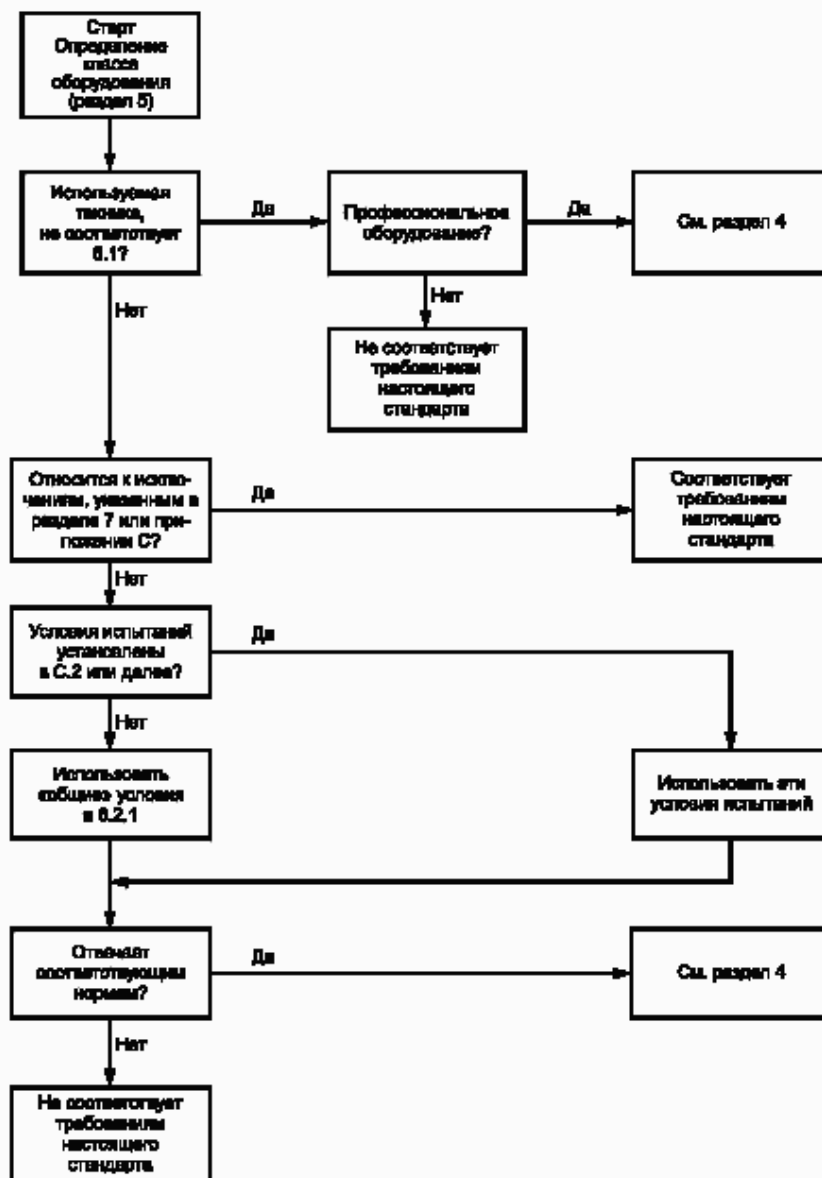 Старт
Определение
класса
оборудования
(раздел 5)
Используемая
техника,
не соответствует
6.1?
Да
Профессиональное
оборудование?
Да
См. раздел 4
Нет
Нет
Не соответствует
требованиям
настоящего
стандарта
Относится к исклю-
чениям, указанным в
разделе 7 или при-
ложении С?
Да
Соответствует
требованиям
настоящего
стандарта
Нет
Условия испытаний
установлены
в С.2 или далее?
Да
Нет
Использовать
«общие» условия
в 6.2.1
Использовать эти
условия испытаний
Отвечает
соответствующим
нормам?
Да
См. раздел 4
Нет
Не соответствует
требованиям
настоящего
стандарта